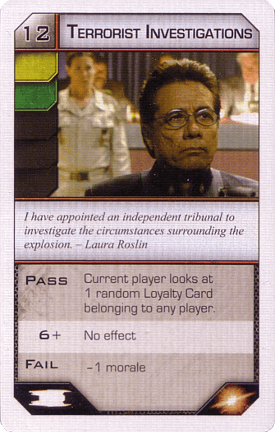 12 TERRORIST INVESTIGATIONS
I have appointed an independent tribunal to
investigate the circumstances surrounding the
explosion. – Laura Roslin
PASS Current player looks at
1 random Loyalty Card
belonging to any player.
6+ No effect
FAIL -1 morale